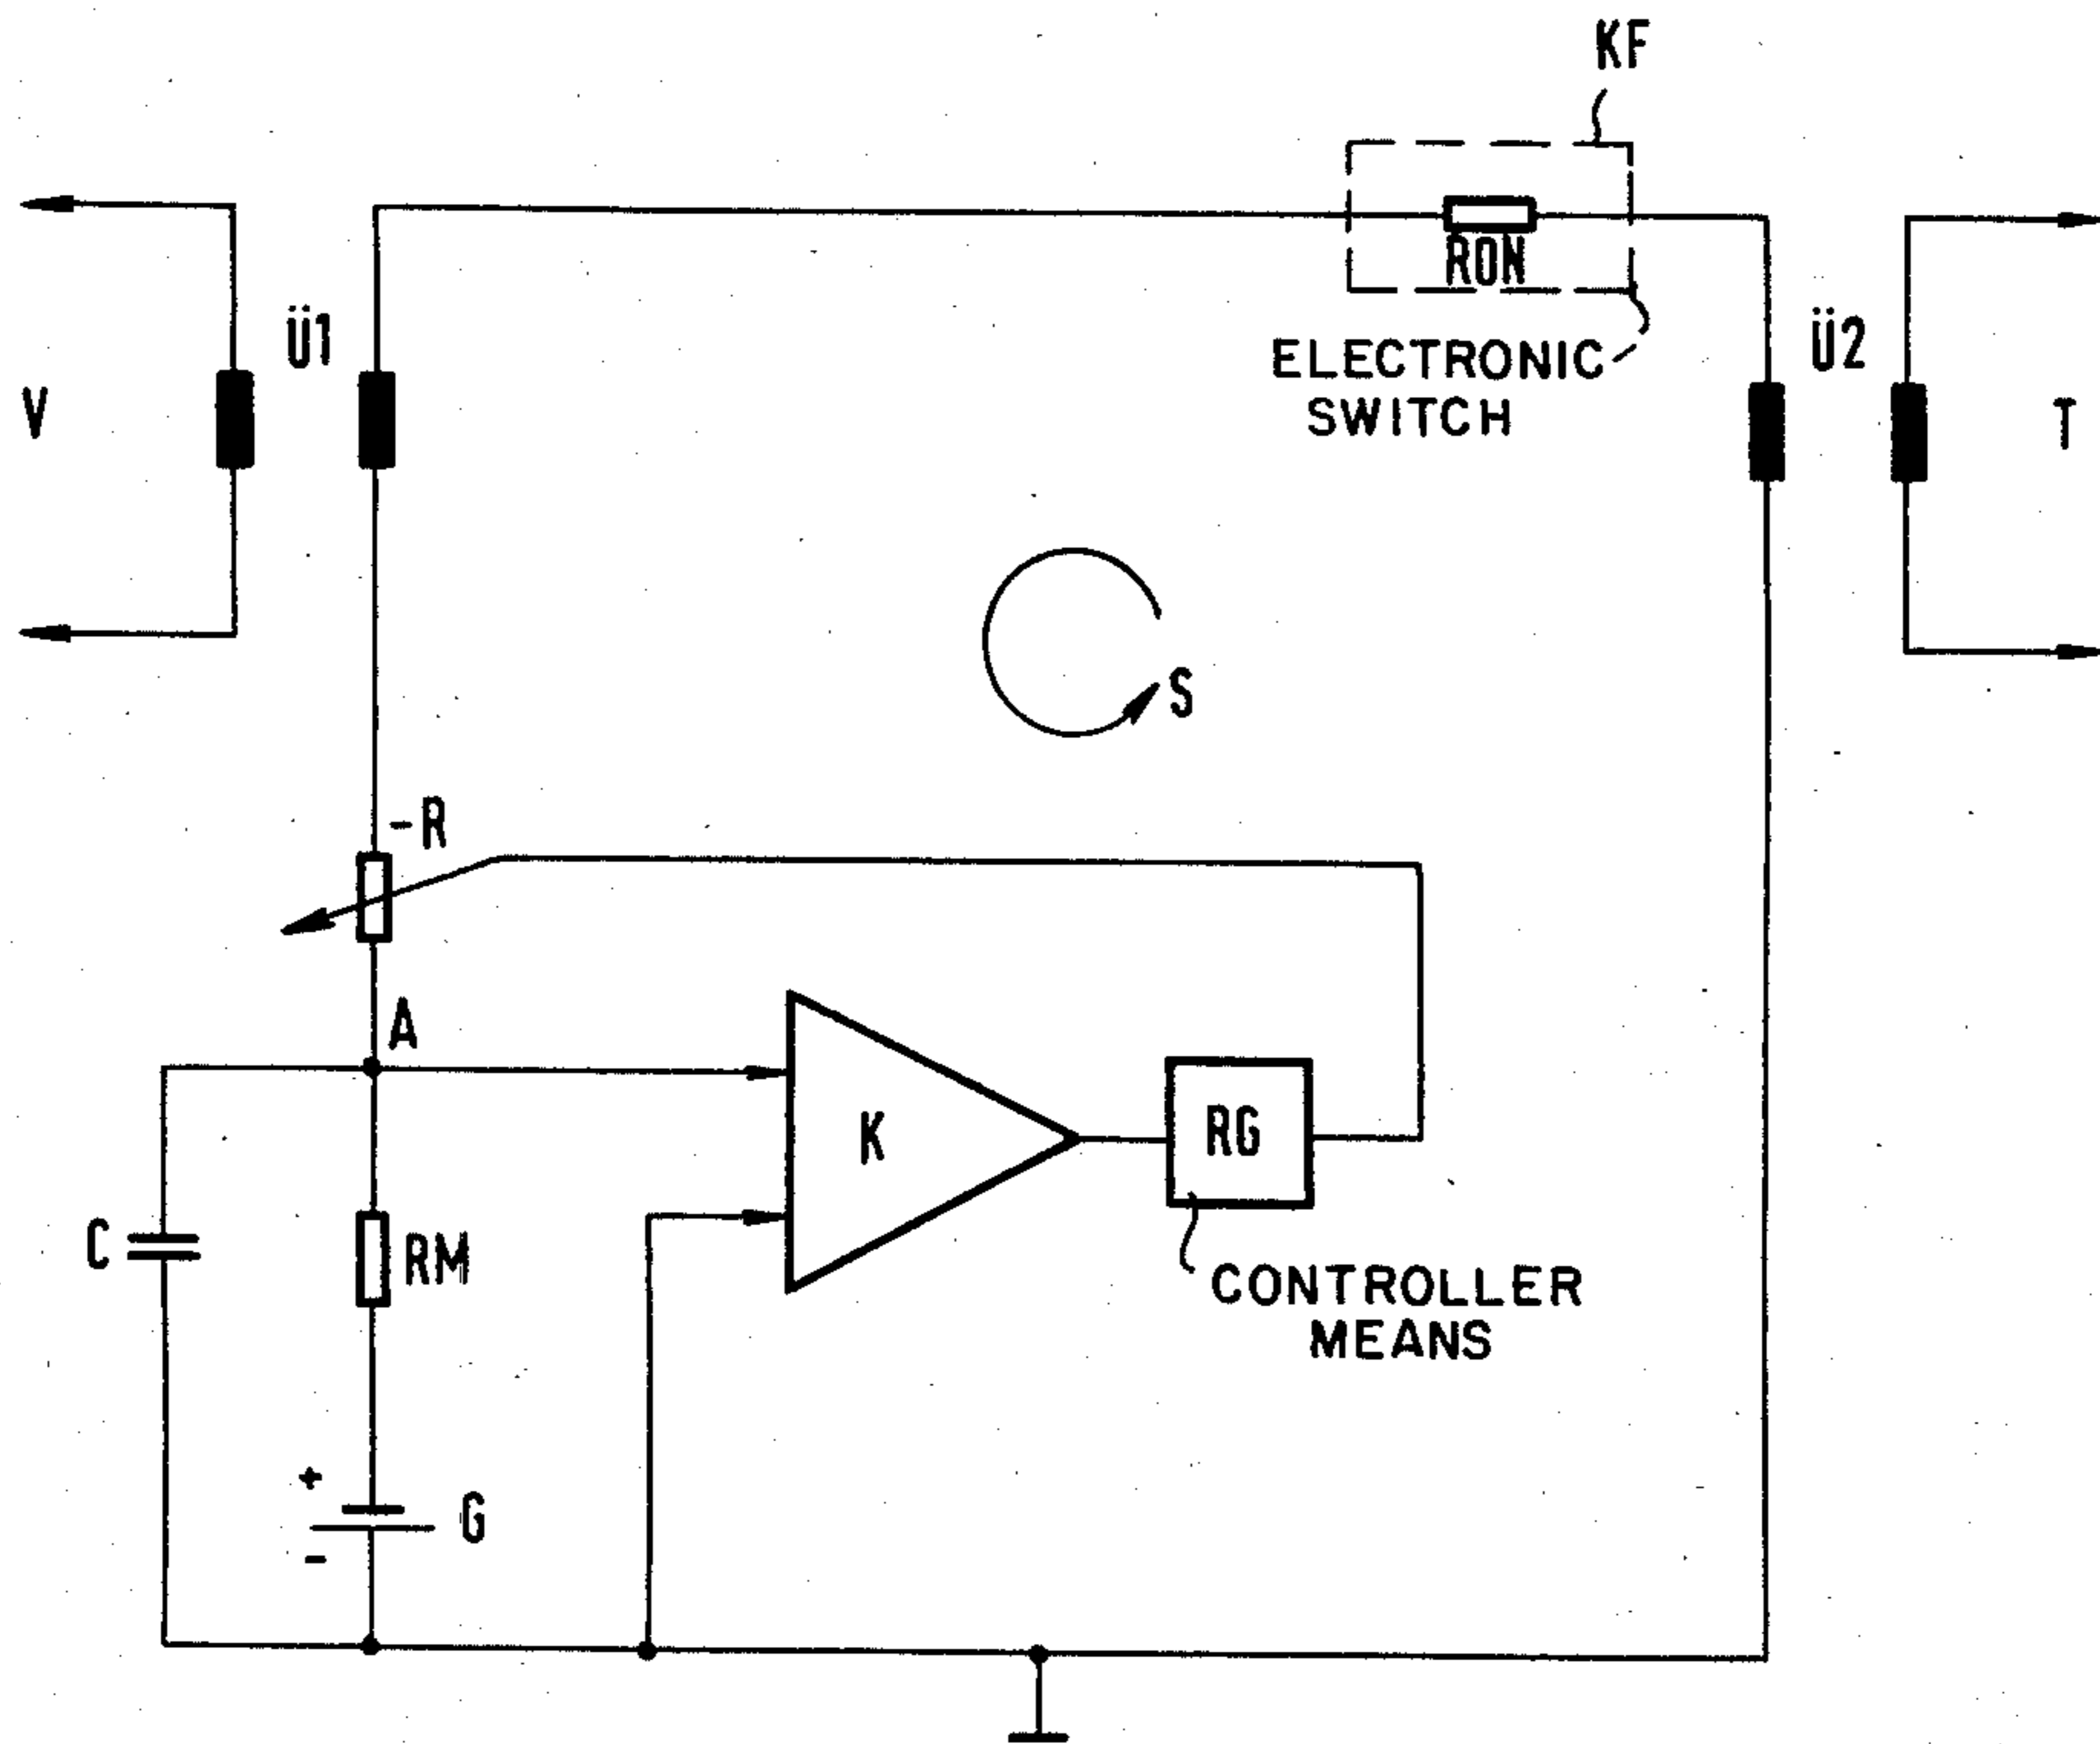 KF
RON
ELECTRONIC
SWITCH
ü1
ü2
V
T
S
-R
A
K
RG
C
RM
CONTROLLER
MEANS
+
G
-